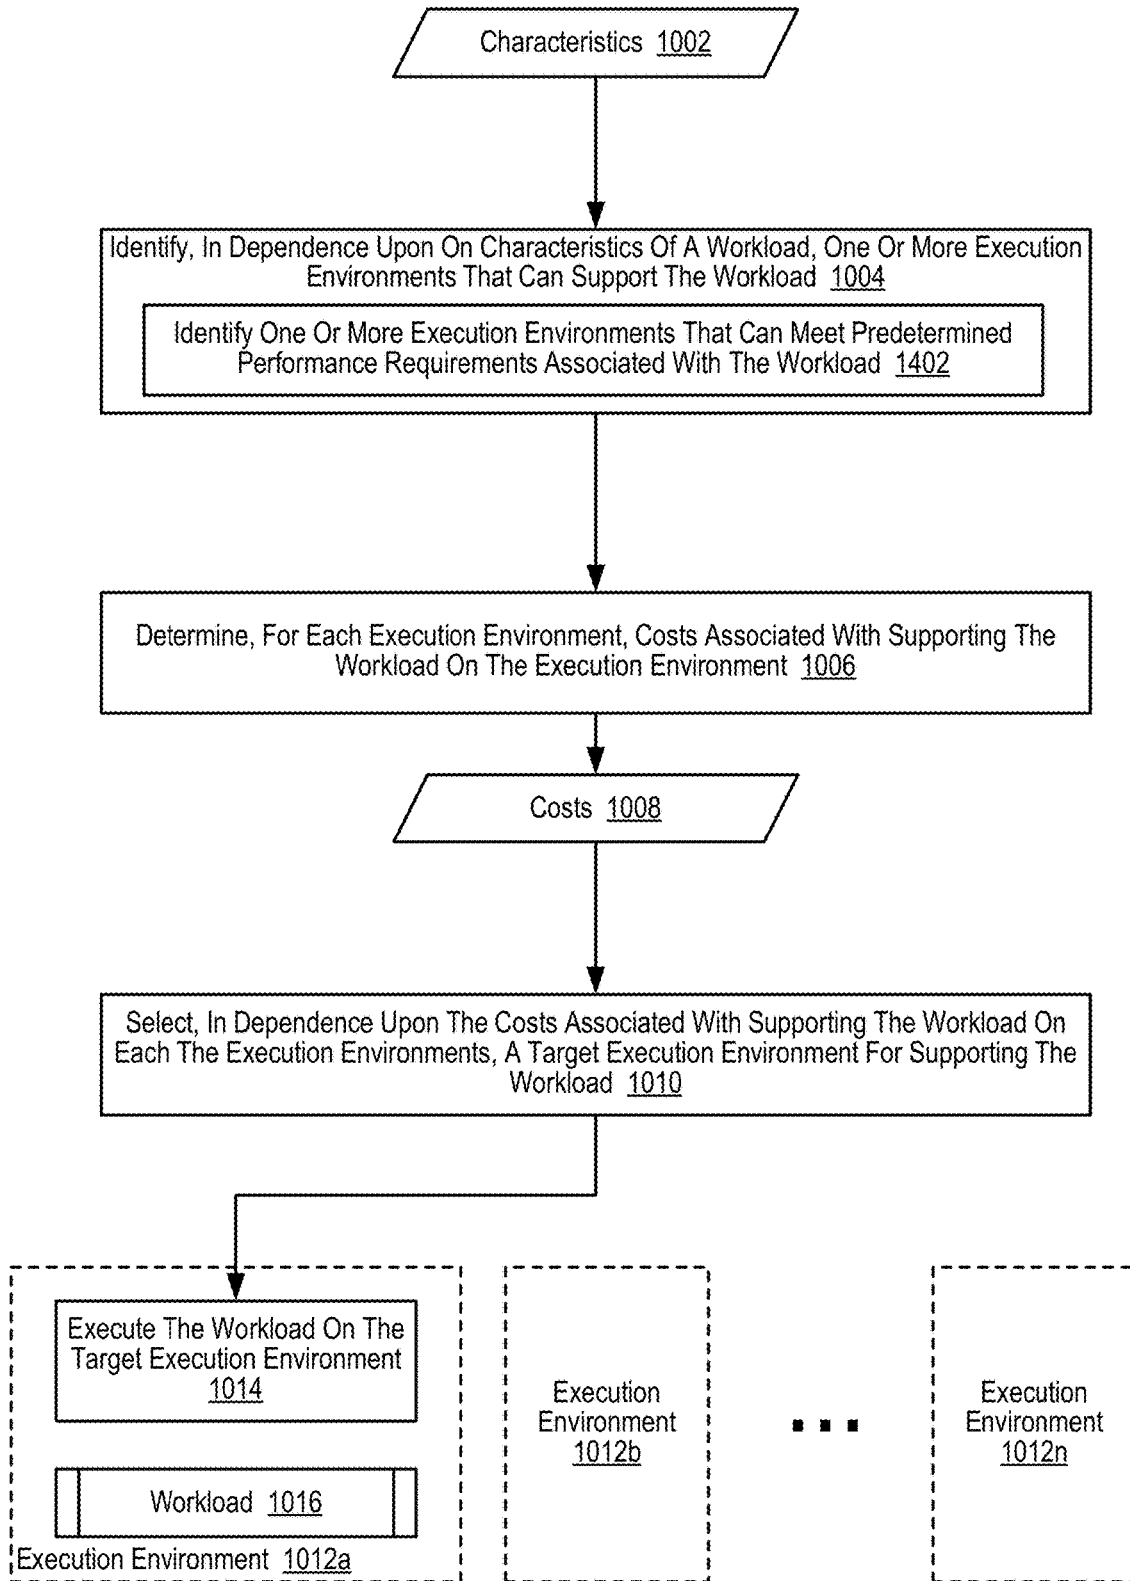 Characteristics 1002
Identify, In Dependence Upon On Characteristics Of A Workload, One Or More Execution
Environments That Can Support The Workload 1004
Identify One Or More Execution Environments That Can Meet Predetermined
Performance Requirements Associated With The Workload 1402
Determine, For Each Execution Environment, Costs Associated With Supporting The
Workload On The Execution Environment 1006
Costs 1008
Select, In Dependence Upon The Costs Associated With Supporting The Workload On
Each The Execution Environments, A Target Execution Environment For Supporting The
Workload 1010
Execute The Workload On The
Target Execution Environment
1014
Workload 1016
Execution Environment 1012a
Execution
Environment
1012b
Execution
Environment
1012n